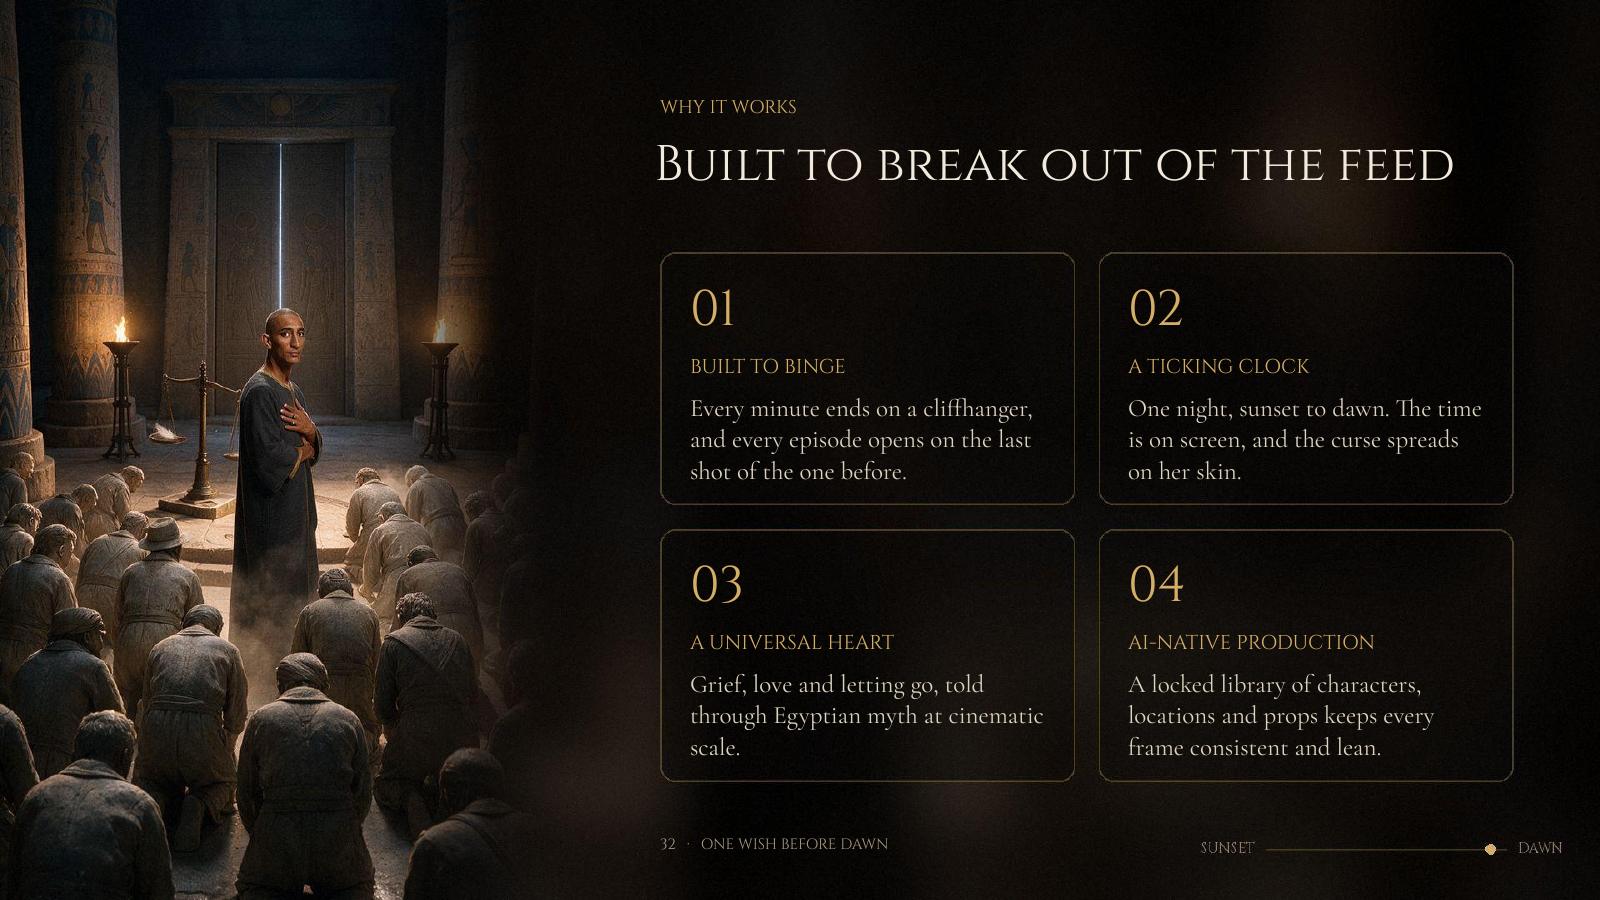 WHY IT WORKS
BUILT TO BREAK OUT OF THE FEED
01
BUILT TO BINGE
Every minute ends on a cliffhanger,
and every episode opens on the last
shot of the one before.
02
A TICKING CLOCK
One night, sunset to dawn. The time
is on screen, and the curse spreads
on her skin.
03
A UNIVERSAL HEART
Grief, love and letting go, told
through Egyptian myth at cinematic
scale.
04
AI-NATIVE PRODUCTION
A locked library of characters,
locations and props keeps every
frame consistent and lean.
32 · ONE WISH BEFORE DAWN
SUNSET DAWN